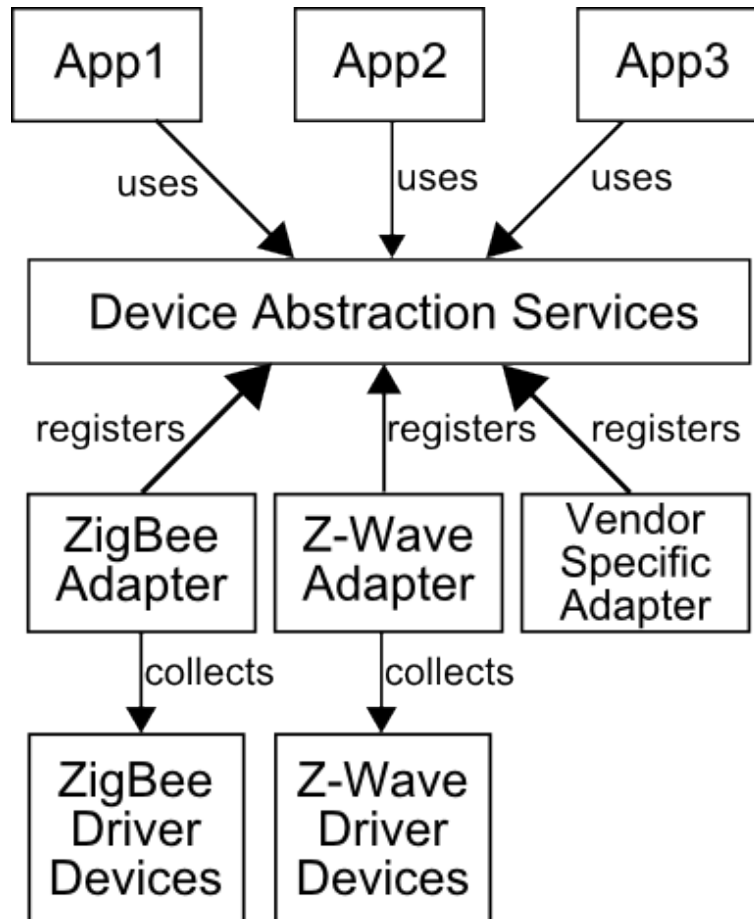 App1
App2
App3
uses
uses
uses
Device Abstraction Services
registers
registers
registers
ZigBee
Adapter
Z-Wave
Adapter
Vendor
Specific
Adapter
collects
collects
ZigBee
Driver
Devices
Z-Wave
Driver
Devices